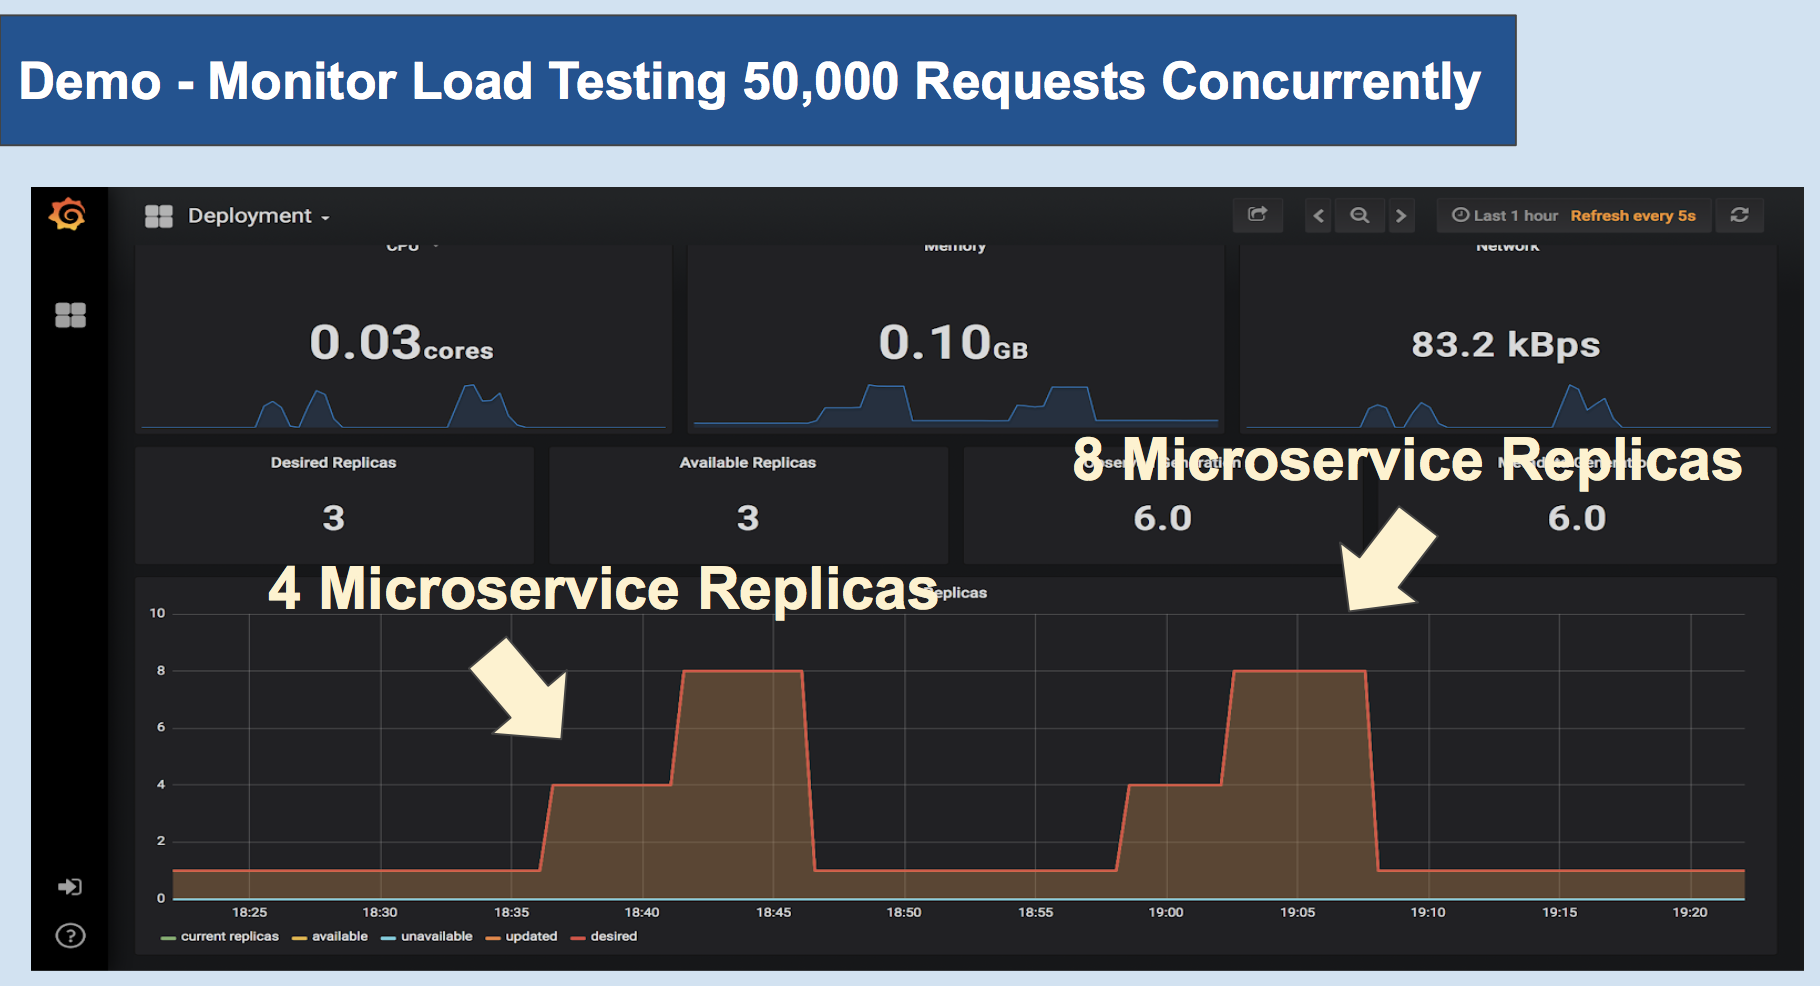 Demo - Monitor Load Testing 50,000 Requests Concurrently
Deployment
Last 1 hour Refresh every 5s
CPU
Memory
Network
0.03cores
0.10GB
83.2 kBps
8 Microservice Replicas
Desired Replicas
Available Replicas
3
3
6.0
6.0
4 Microservice Replicas
10
8
6
4
2
0
18:25 18:30 18:35 18:40 18:45 18:50 18:55 19:00 19:05 19:10 19:15 19:20
current replicas available unavailable updated desired